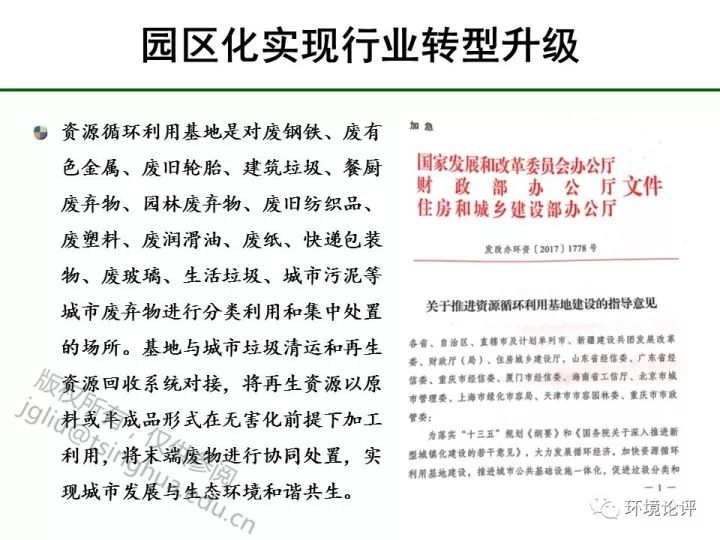 园区化实现行业转型升级
资源循环利用基地是对废钢铁、废有
色金属、废旧轮胎、建筑垃圾、餐厨
废弃物、园林废弃物、废旧纺织品、
废塑料、废润滑油、废纸、快递包装
物、废玻璃、生活垃圾、城市污泥等
城市废弃物进行分类利用和集中处置
的场所。基地与城市垃圾清运和再生
资源回收系统对接，将再生资源以原
料或半成品形式在无害化前提下加工
利用，将末端废物进行协同处置，实
现城市发展与生态环境和谐共生。
版权所有，仅供参阅
jgliu@tsinghua.edu.cn
加急
国家发展和改革委员会办公厅
财政部办公厅文件
住房和城乡建设部办公厅
发改办环资〔2017〕1778号
关于推进资源循环利用基地建设的指导意见
各省、自治区、直辖市及计划单列市、新疆建设兵团发展改革
委、财政厅（局）、住房城乡建设厅，山东省经信委、广东省经
信委、重庆市经信委、厦门市经信委、海南省工信厅、北京市城
市管理委、上海市绿化市容局、天津市市容园林委、重庆市市政
管委：
为落实“十三五”规划《纲要》和《国务院关于深入推进新
型城镇化建设的若干意见》，大力发展循环经济，加快资源循环
利用基地建设，推进城市公共基础设施一体化，促进垃圾分类和
— 1 —
环境论评